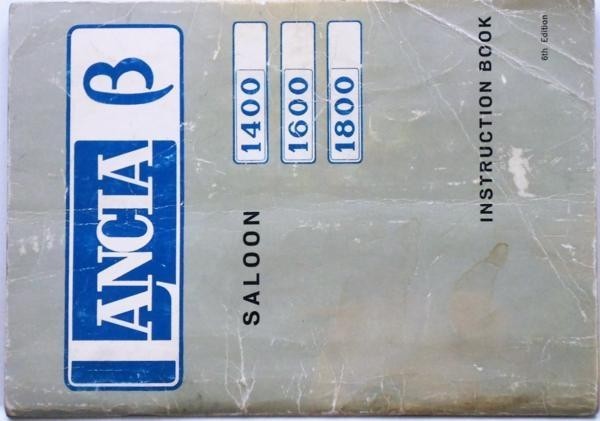 LANCIA β
SALOON
1400
1600
1800
INSTRUCTION BOOK
6th Edition